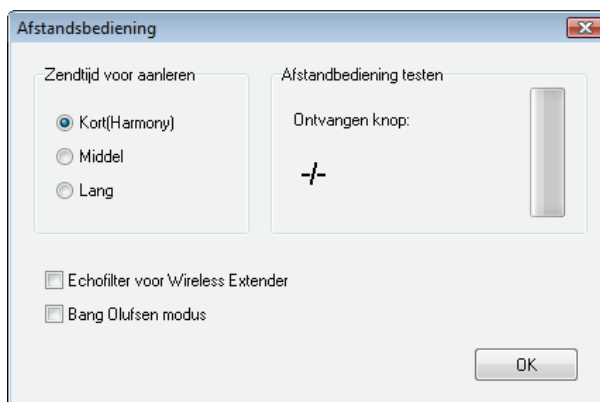 Afstandsbediening
Zendtijd voor aanleren
Kort(Harmony)
Middel
Lang
Afstandbediening testen
Ontvangen knop:
-/-
Echofilter voor Wireless Extender
Bang Olufsen modus
OK